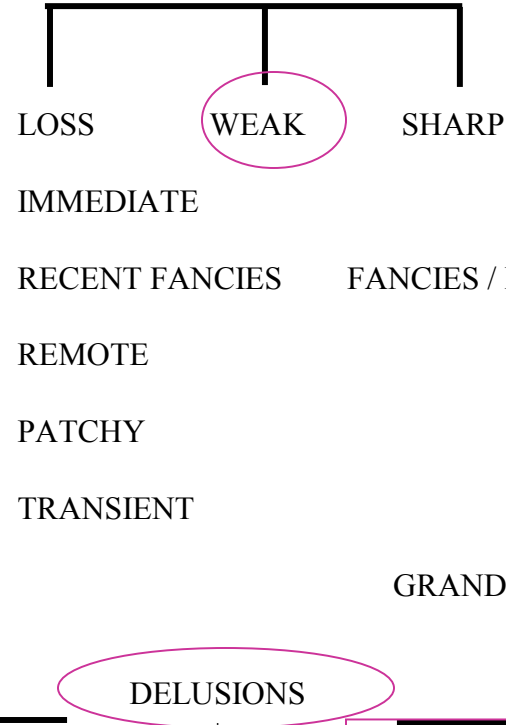 LOSS WEAK SHARP
IMMEDIATE
RECENT FANCIES FANCIES /
REMOTE
PATCHY
TRANSIENT
GRAND
DELUSIONS